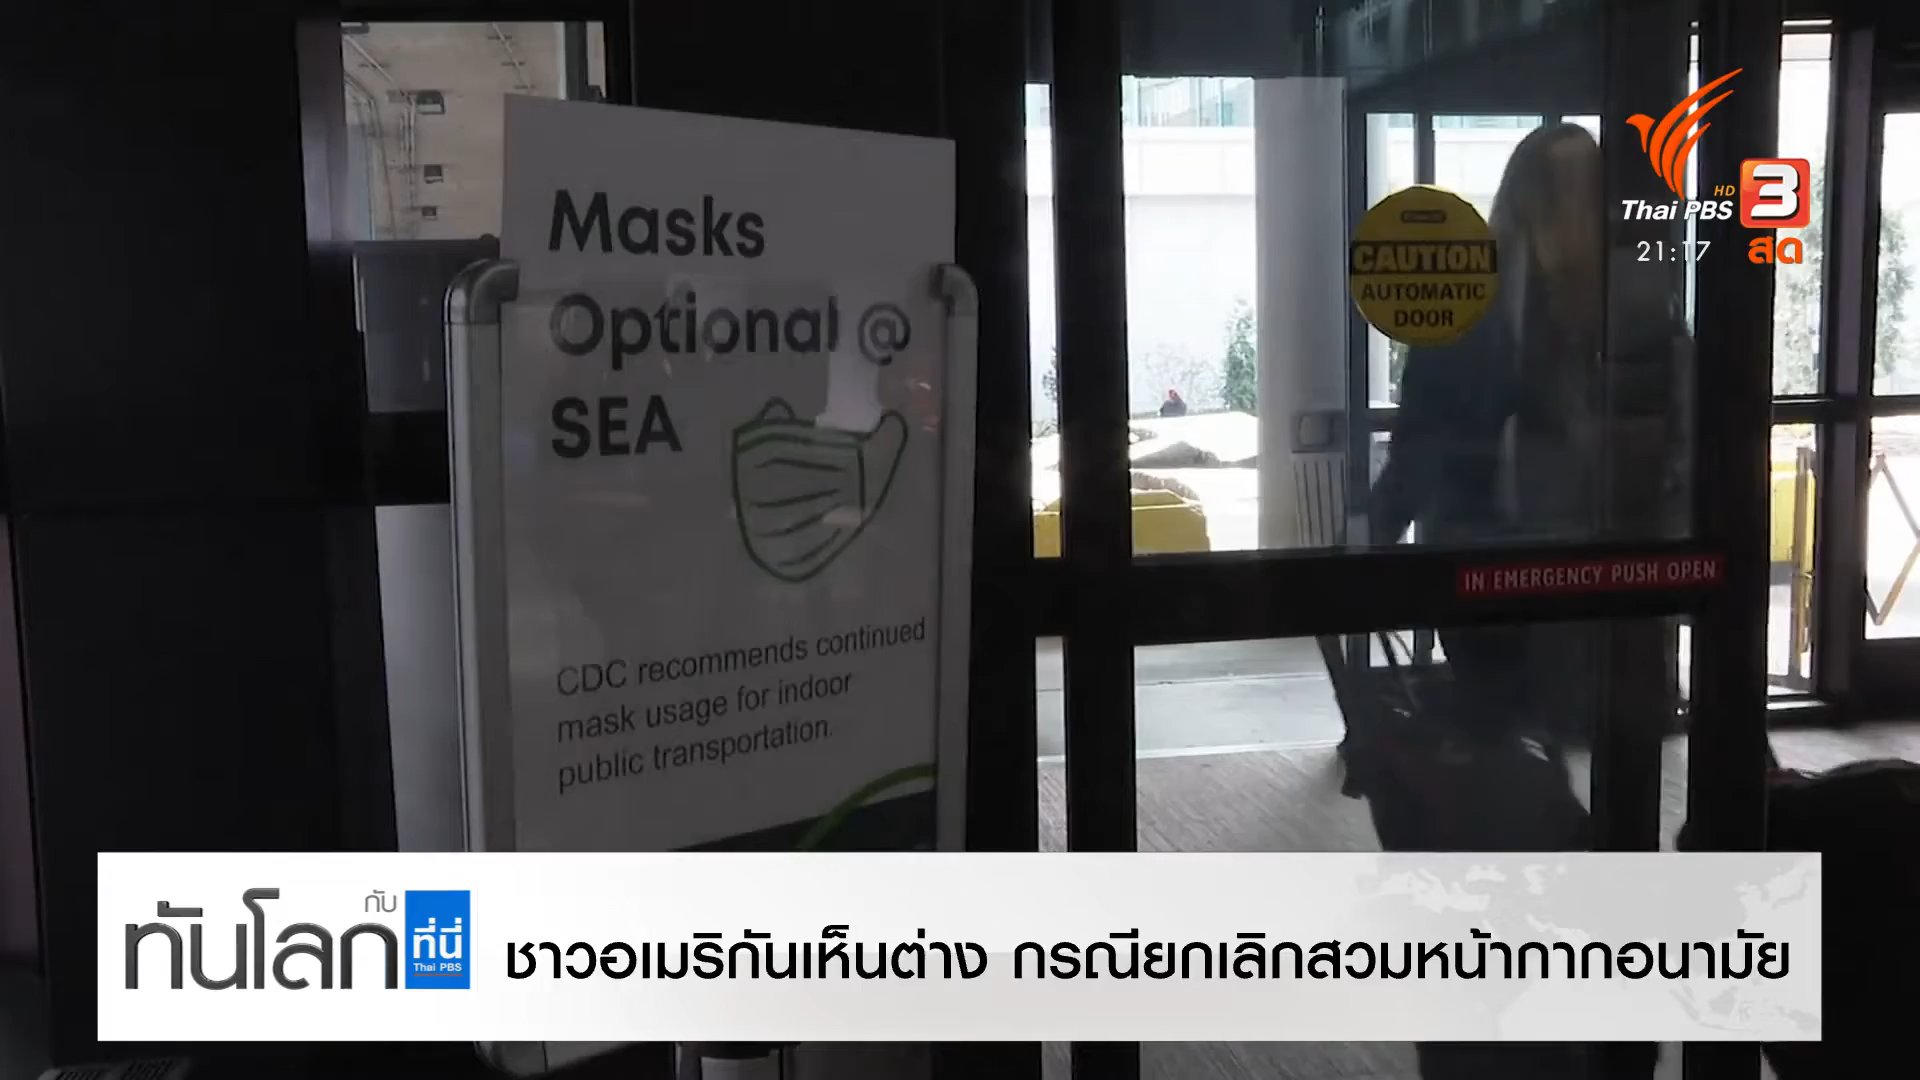 Masks
Optional @
SEA
CDC recommends continued
mask usage for indoor
public transportation.
CAUTION
AUTOMATIC
DOOR
IN EMERGENCY PUSH OPEN
HD
Thai PBS 3
21:17 สด
ทันโลก กับ ที่นี่ Thai PBS
ชาวอเมริกันเห็นต่าง กรณียกเลิกสวมหน้ากากอนามัย